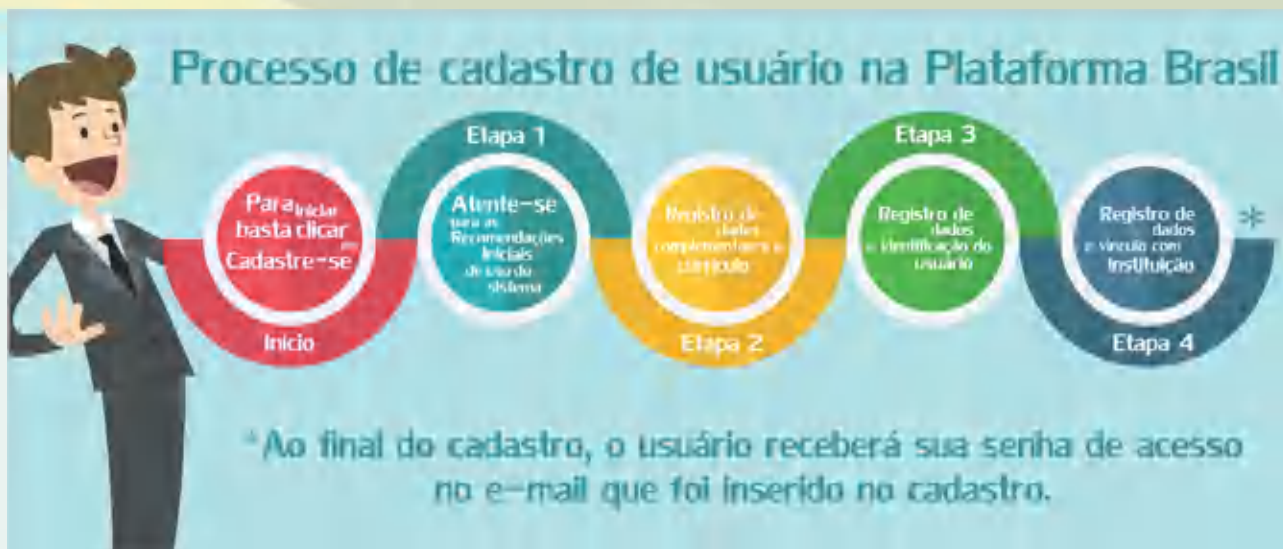 Processo de cadastro de usuário na Plataforma Brasil
Para iniciar
basta clicar
em
Cadastre-se
Início
Etapa 1
Atente-se
para as
Recomendações
Iniciais
de uso do
sistema
Registro de
dados
complementares e
currículo
Etapa 2
Etapa 3
Registro de
dados
e identificação do
usuário
Registro de
dados
e vínculo com
Instituição
Etapa 4
*
*Ao final do cadastro, o usuário receberá sua senha de acesso
no e-mail que foi inserido no cadastro.